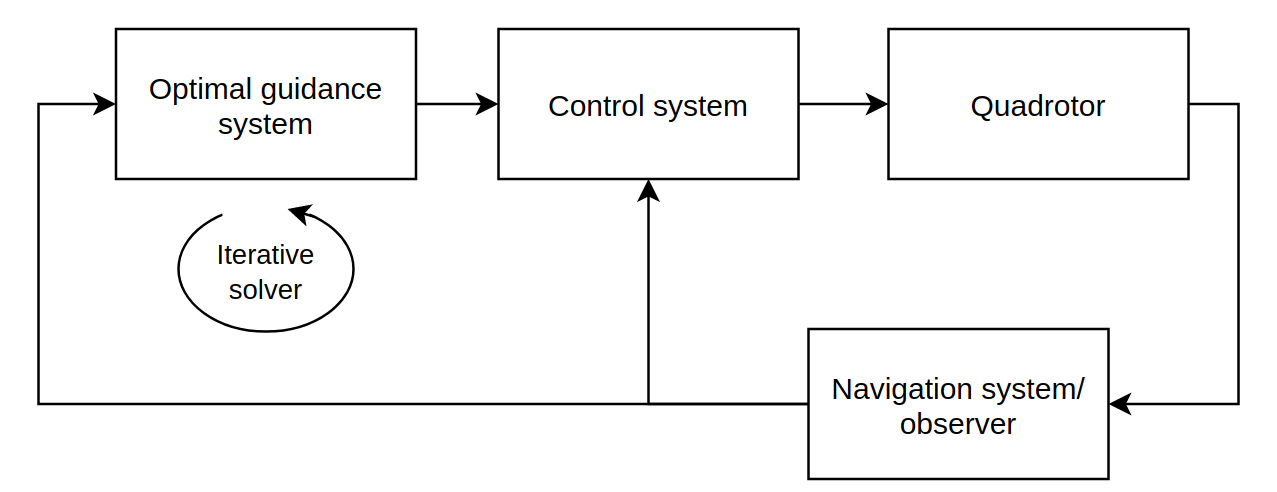 Optimal guidance
system
Control system
Quadrotor
Iterative
solver
Navigation system/
observer